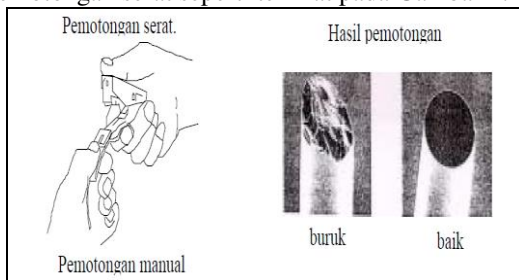 Pemotongan serat.
Hasil pemotongan
buruk
baik
Pemotongan manual